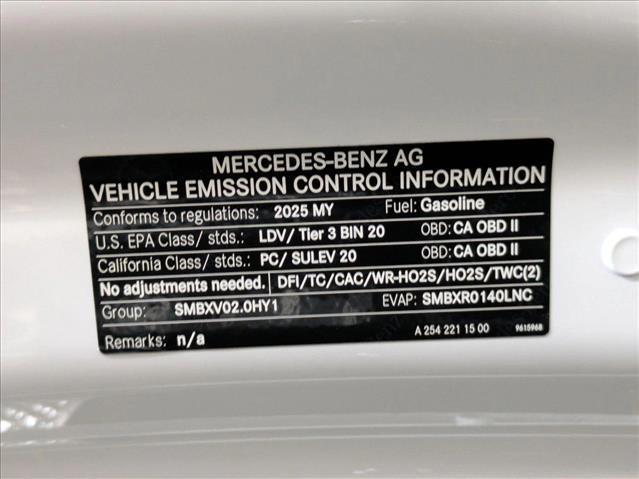 MERCEDES-BENZ AG
VEHICLE EMISSION CONTROL INFORMATION
Conforms to regulations: 2025 MY Fuel: Gasoline
U.S. EPA Class/ stds.: LDV/ Tier 3 BIN 20 OBD: CA OBD II
California Class/ stds.: PC/ SULEV 20 OBD: CA OBD II
No adjustments needed. DFI/TC/CAC/WR-HO2S/HO2S/TWC(2)
Group: SMBXV02.0HY1 EVAP: SMBXR0140LNC
Remarks: n/a A 254 221 15 00 9615968